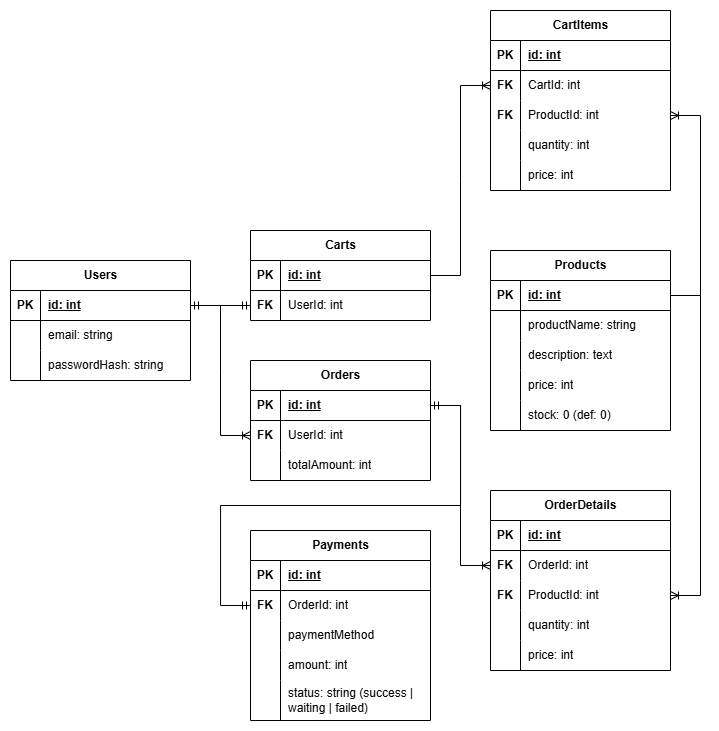 CartItems
PK id: int
FK CartId: int
FK ProductId: int
quantity: int
price: int
Carts
PK id: int
FK UserId: int
Users
PK id: int
email: string
passwordHash: string
Products
PK id: int
productName: string
description: text
price: int
stock: 0 (def: 0)
Orders
PK id: int
FK UserId: int
totalAmount: int
OrderDetails
PK id: int
FK OrderId: int
FK ProductId: int
quantity: int
price: int
Payments
PK id: int
FK OrderId: int
paymentMethod
amount: int
status: string (success |
waiting | failed)